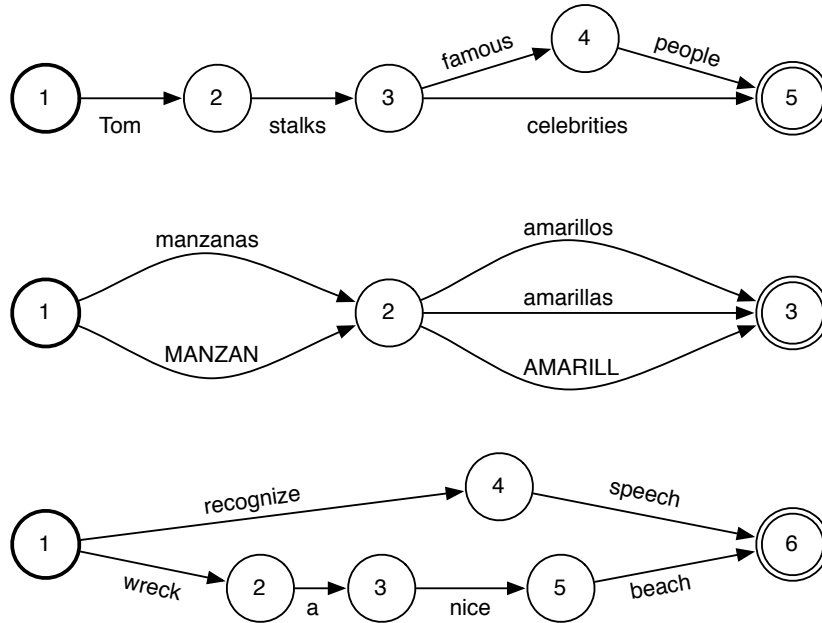 famous 4 people
1 2 3 5
Tom stalks celebrities
manzanas amarillos
1 2 amarillas 3
MANZAN AMARILL
recognize 4 speech
1 6
wreck 2 a 3 nice 5 beach